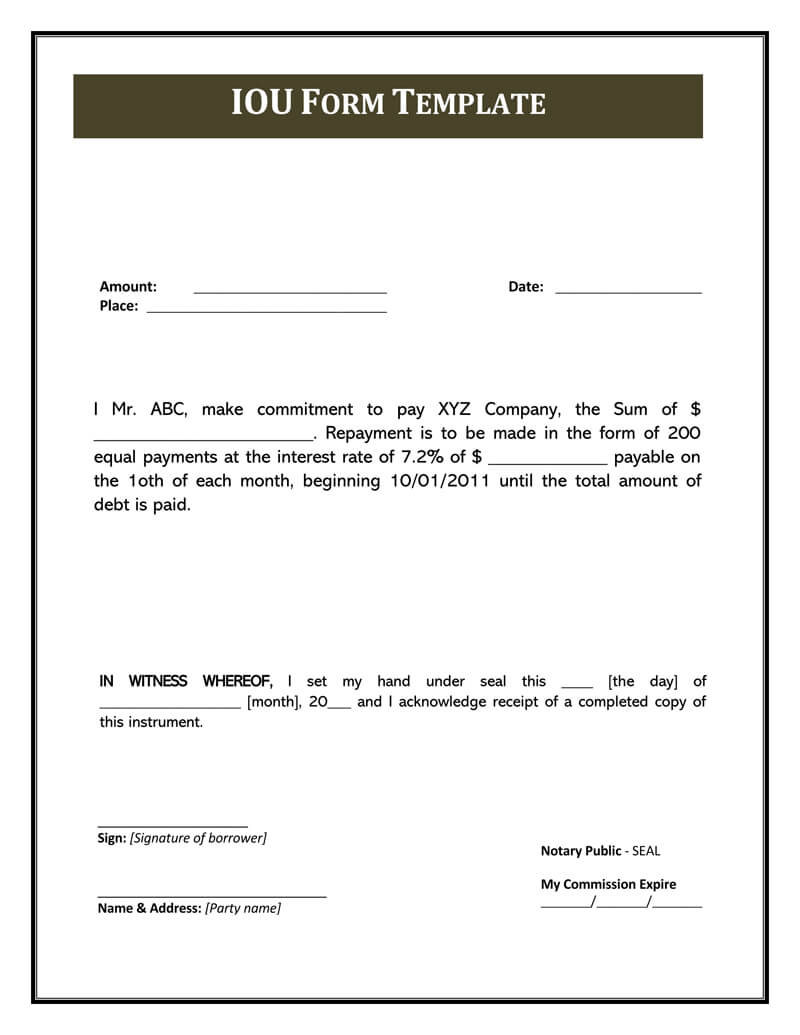 IOU FORM TEMPLATE
Amount: ________________________ Date: __________________
Place: ______________________________
I Mr. ABC, make commitment to pay XYZ Company, the Sum of $
_______________________. Repayment is to be made in the form of 200
equal payments at the interest rate of 7.2% of $ _____________ payable on
the 1oth of each month, beginning 10/01/2011 until the total amount of
debt is paid.
IN WITNESS WHEREOF, I set my hand under seal this ____ [the day] of
__________________ [month], 20___ and I acknowledge receipt of a completed copy of
this instrument.
____________________
Sign: [Signature of borrower]
Notary Public - SEAL
My Commission Expire
_______/_______/_______
_______________________________
Name & Address: [Party name]